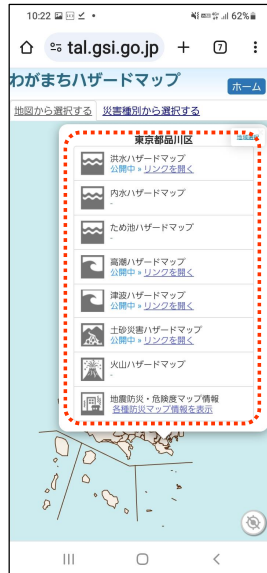 10:22 62%
tal.gsi.go.jp + 7
わがまちハザードマップ
ホーム
地図から選択する 災害種別から選択する
東京都品川区
洪水ハザードマップ
公開中 » リンクを開く
内水ハザードマップ
-
ため池ハザードマップ
-
高潮ハザードマップ
公開中 » リンクを開く
津波ハザードマップ
公開中 » リンクを開く
土砂災害ハザードマップ
公開中 » リンクを開く
火山ハザードマップ
-
地震防災・危険度マップ情報
各種防災マップ情報を表示